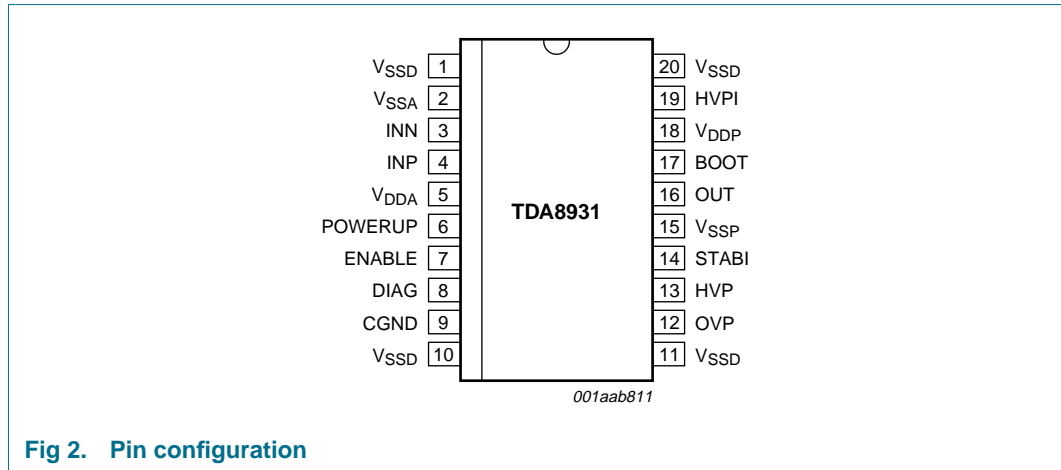 VSSD 1 20 VSSD
VSSA 2 19 HVPI
INN 3 18 VDDP
INP 4 17 BOOT
VDDA 5 16 OUT
TDA8931
POWERUP 6 15 VSSP
ENABLE 7 14 STABI
DIAG 8 13 HVP
CGND 9 12 OVP
VSSD 10 11 VSSD
001aab811
Fig 2. Pin configuration